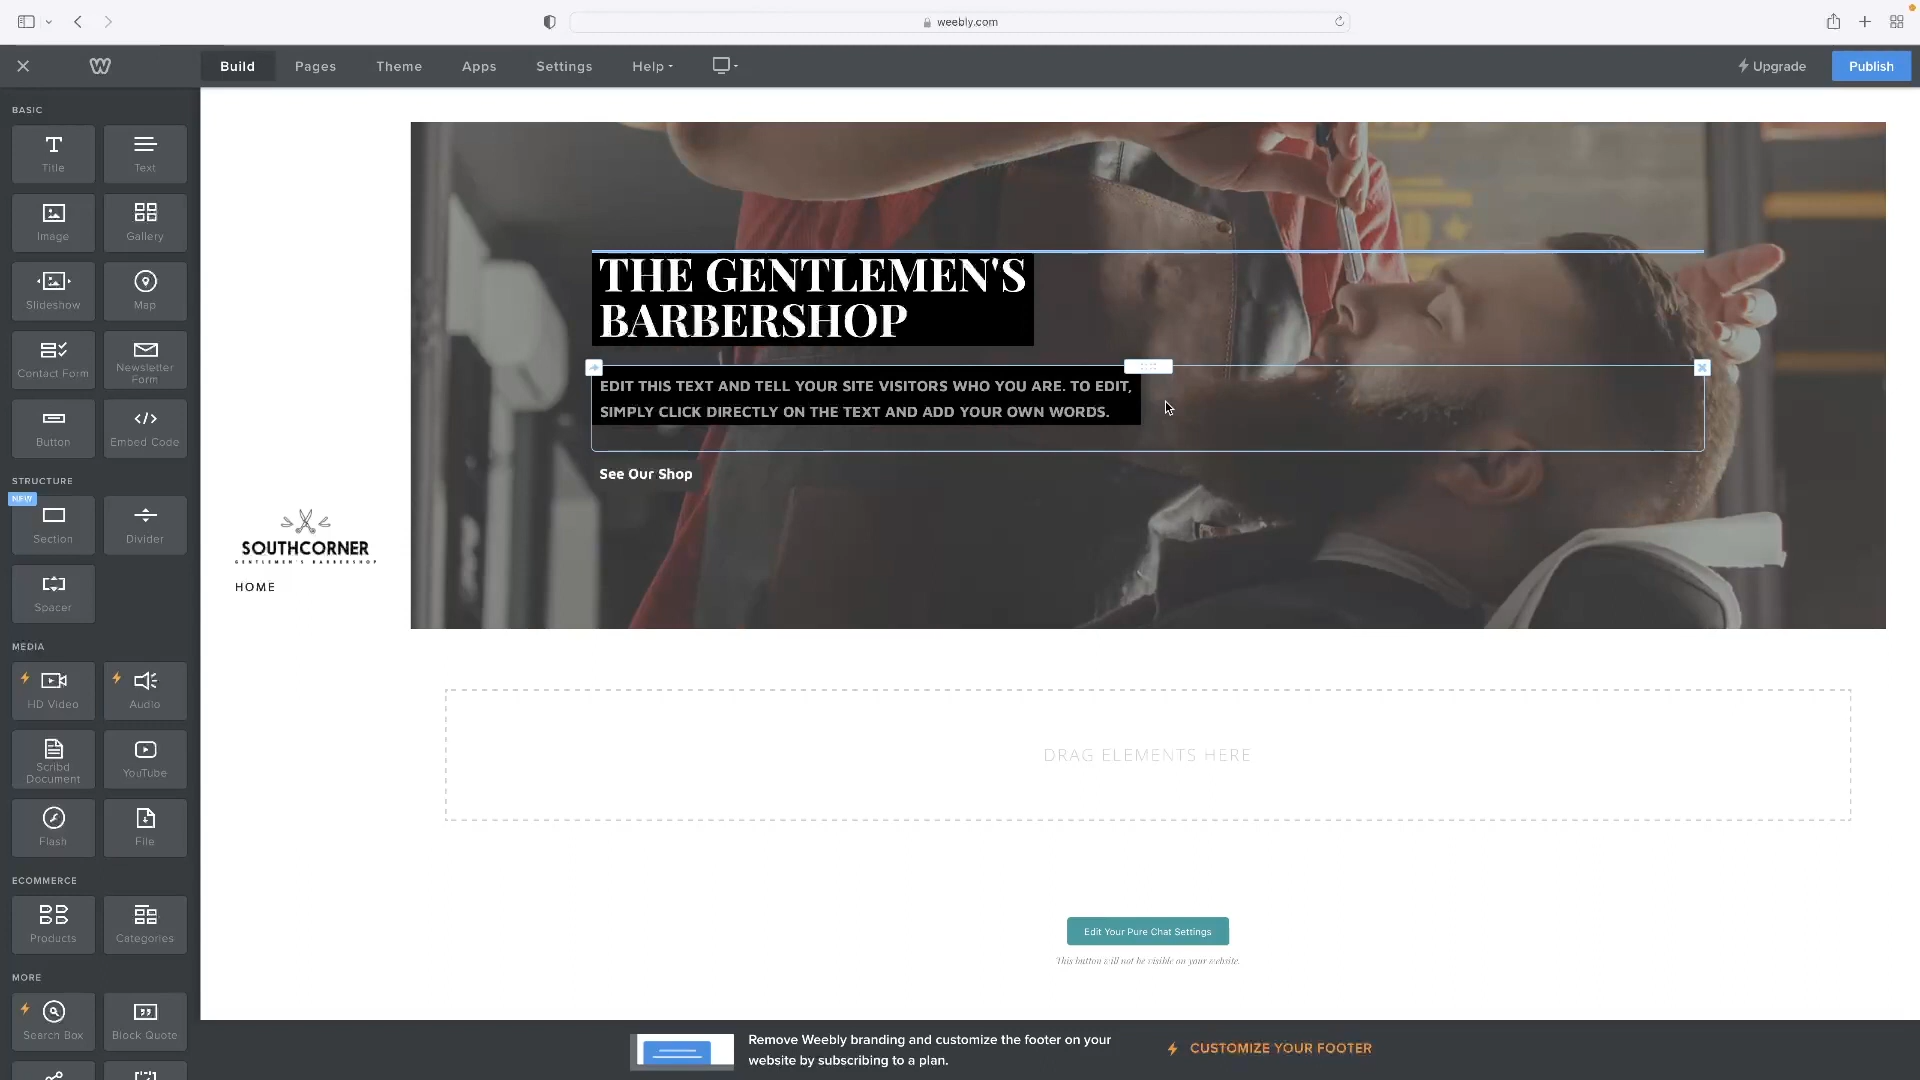 weebly.com
Build
Pages
Theme
Apps
Settings
Help
Upgrade
Publish
BASIC
Title
Text
Image
Gallery
Slideshow
Map
Contact Form
Newsletter
Form
Button
Embed Code
STRUCTURE
NEW
Section
Divider
Spacer
MEDIA
HD Video
Audio
Scribd
Document
YouTube
Flash
File
ECOMMERCE
Products
Categories
MORE
Search Box
Block Quote
SOUTHCORNER
GENTLEMEN'S BARBERSHOP
HOME
THE GENTLEMEN'S
BARBERSHOP
EDIT THIS TEXT AND TELL YOUR SITE VISITORS WHO YOU ARE. TO EDIT,
SIMPLY CLICK DIRECTLY ON THE TEXT AND ADD YOUR OWN WORDS.
See Our Shop
DRAG ELEMENTS HERE
Edit Your Pure Chat Settings
This button will not be visible on your website.
Remove Weebly branding and customize the footer on your
website by subscribing to a plan.
CUSTOMIZE YOUR FOOTER